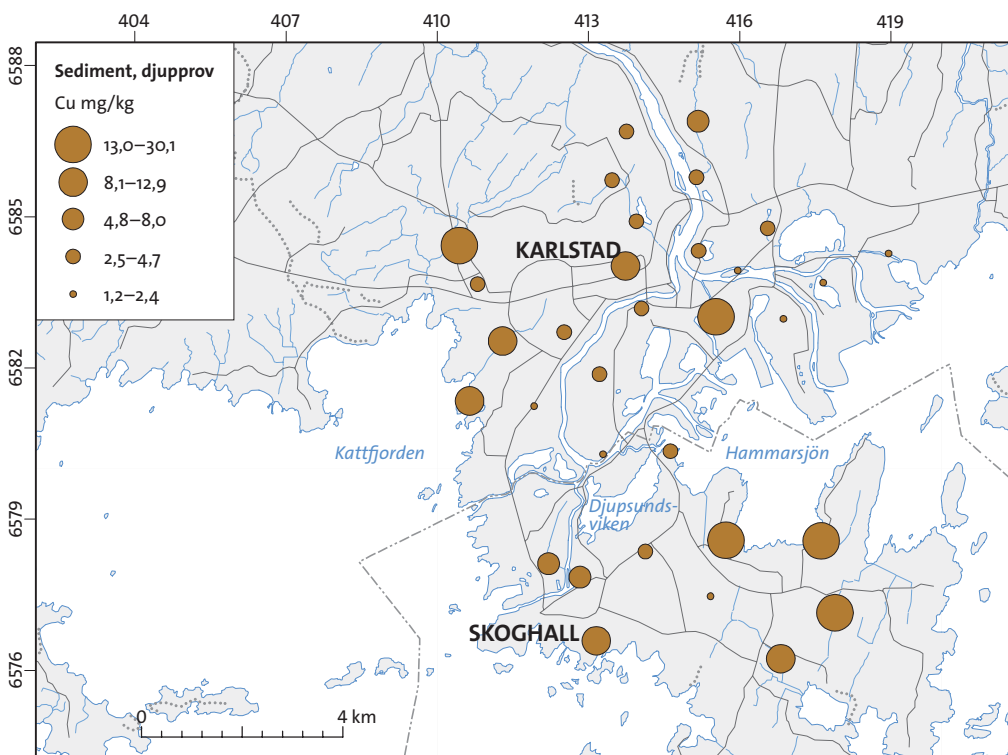 404 407 410 413 416 419
6588
6585
6582
6579
6576
Sediment, djupprov
Cu mg/kg
13,0–30,1
8,1–12,9
4,8–8,0
2,5–4,7
1,2–2,4
KARLSTAD
Kattfjorden
Hammarsjön
Djupsunds-
viken
SKOGHALL
0 4 km